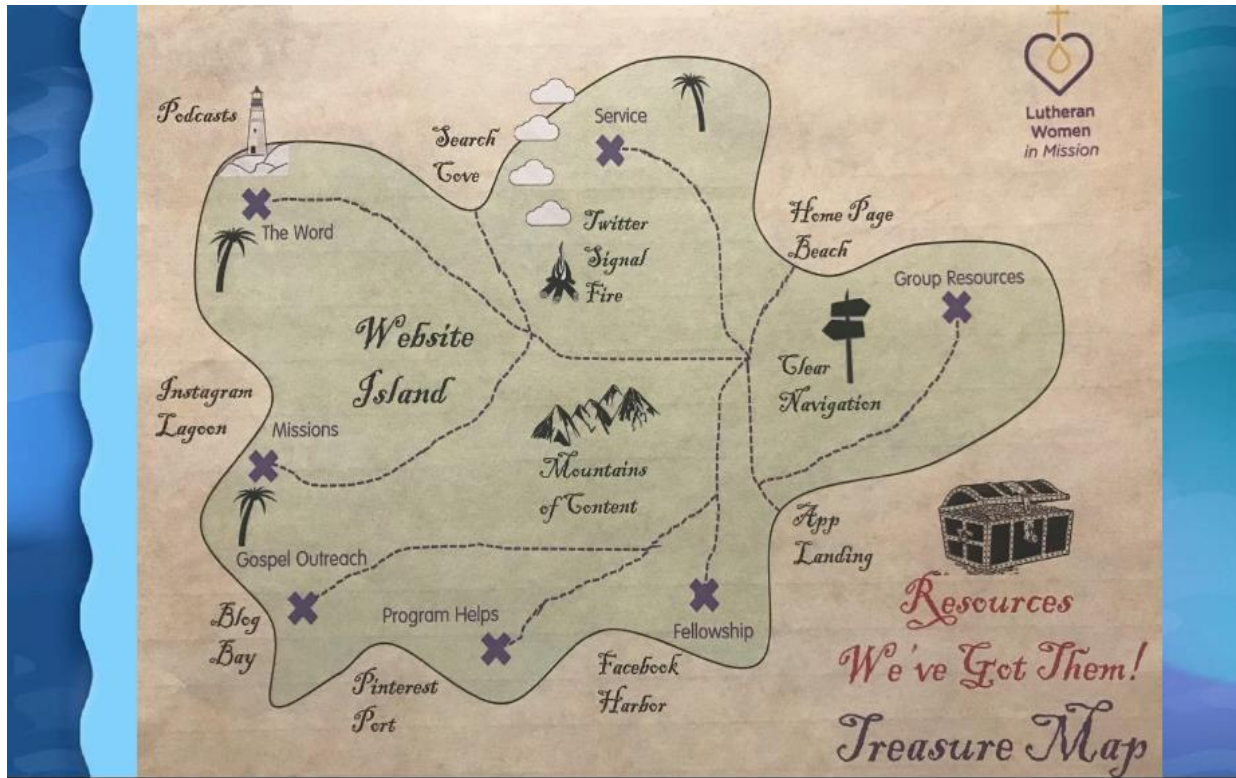 Lutheran
Women
in Mission
Podcasts
Search
Cove
Service
The Word
Twitter
Signal
Fire
Home Page
Beach
Group Resources
Website
Island
Clear
Navigation
Instagram
Lagoon
Missions
Mountains
of Content
App
Landing
Gospel Outreach
Blog
Bay
Program Helps
Pinterest
Port
Fellowship
Facebook
Harbor
Resources
We've Got Them!
Treasure Map